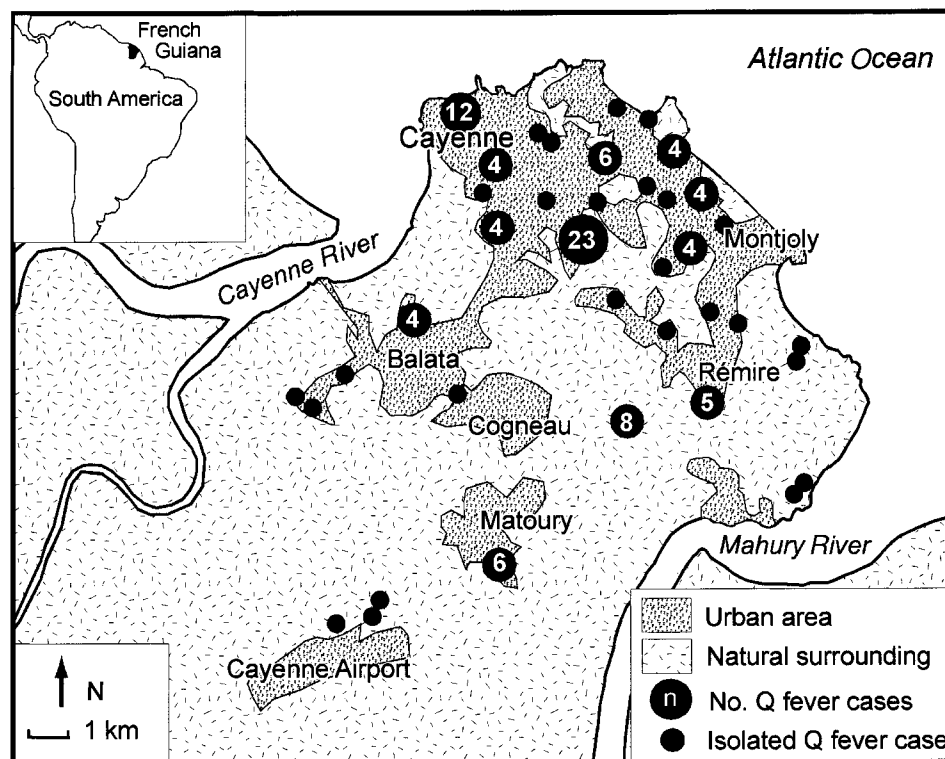 French
Guiana
South America
Atlantic Ocean
12
Cayenne
4
6
4
4
4
23
4
Montjoly
Cayenne River
4
Balata
Rémire
5
8
Cogneau
Matoury
6
Mahury River
Cayenne Airport
N
1 km
Urban area
Natural surrounding
n No. Q fever cases
Isolated Q fever case